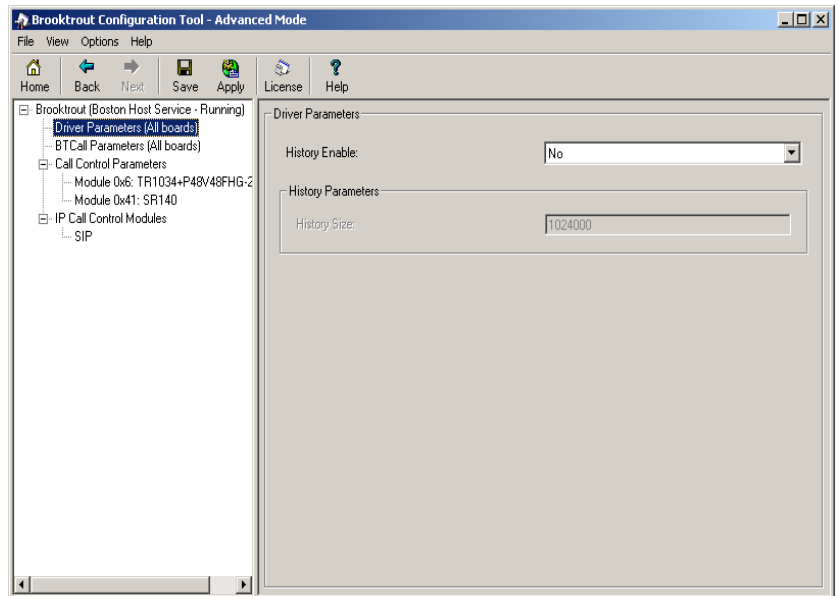 Brooktrout Configuration Tool - Advanced Mode
File View Options Help
Home Back Next Save Apply License Help
Brooktrout (Boston Host Service - Running)
Driver Parameters (All boards)
BTCall Parameters (All boards)
Call Control Parameters
Module 0x6: TR1034+P48V48FHG-2
Module 0x41: SR140
IP Call Control Modules
SIP
Driver Parameters
History Enable: No
History Parameters
History Size: 1024000